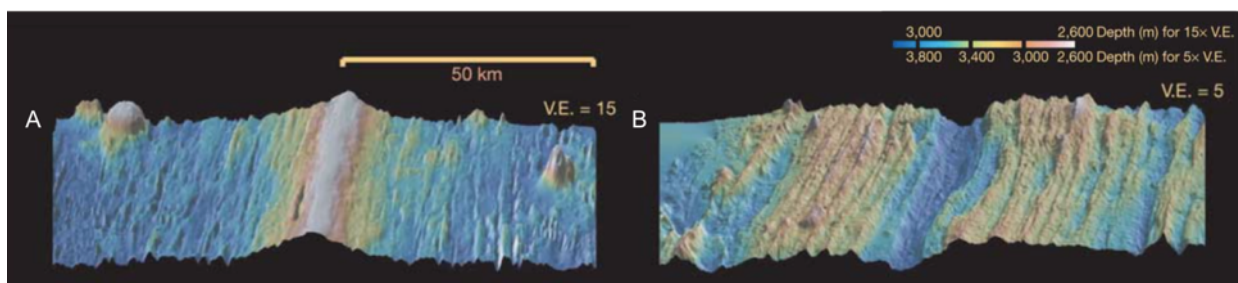 A
50 km
V.E. = 15
B
3,000 2,600 Depth (m) for 15× V.E.
3,800 3,400 3,000 2,600 Depth (m) for 5× V.E.
V.E. = 5